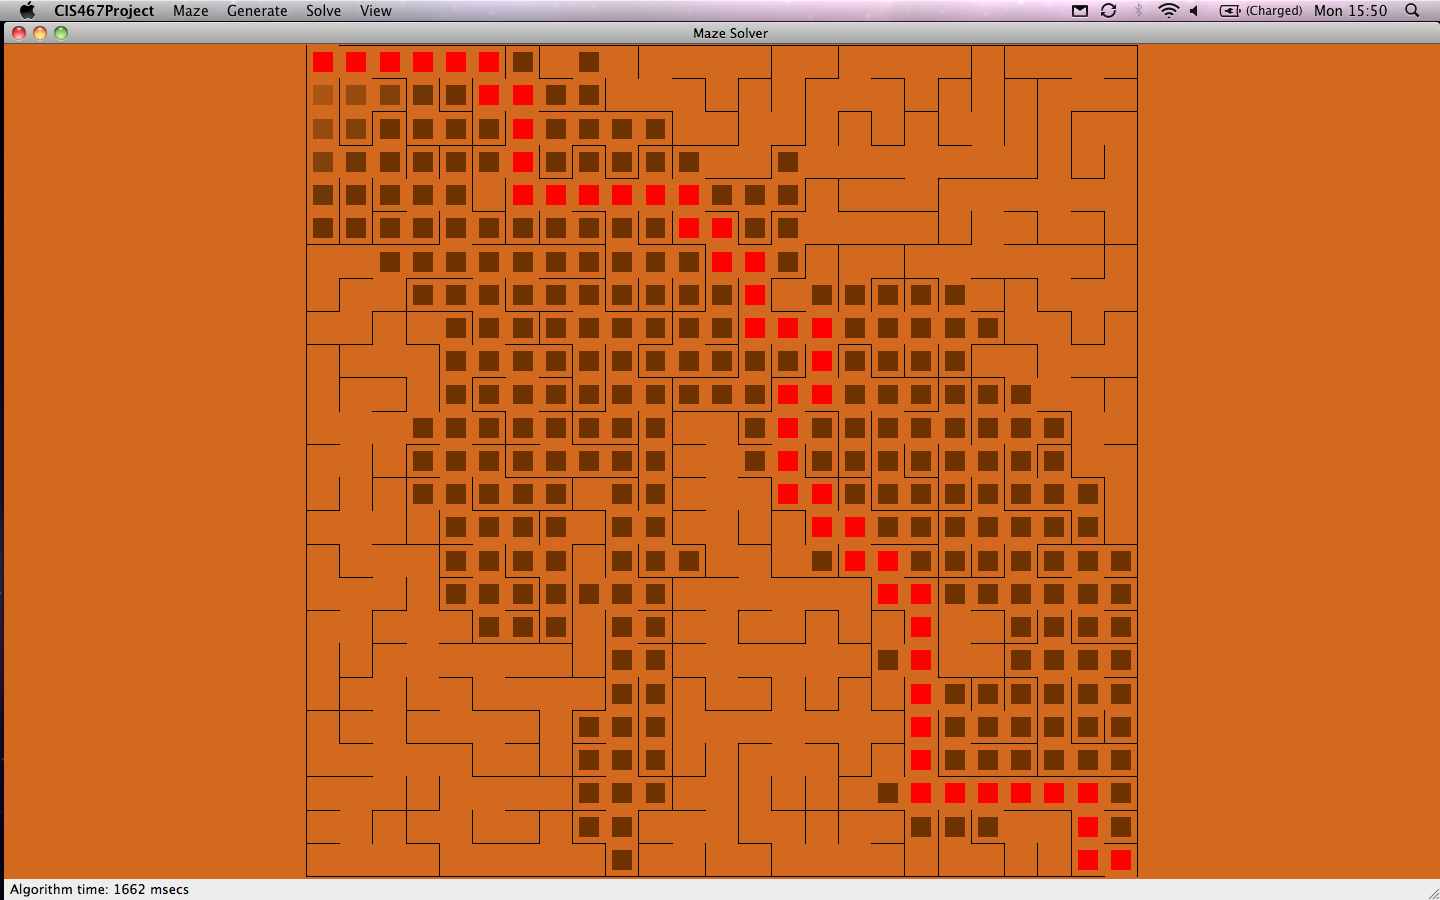 CIS467Project Maze Generate Solve View (Charged) Mon 15:50
Maze Solver
Algorithm time: 1662 msecs